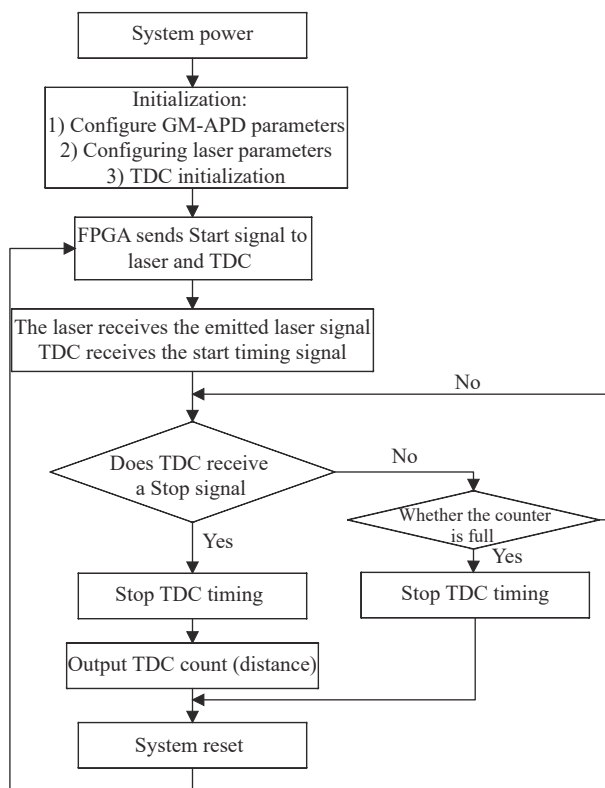 System power
Initialization:
1) Configure GM-APD parameters
2) Configuring laser parameters
3) TDC initialization
FPGA sends Start signal to
laser and TDC
The laser receives the emitted laser signal
TDC receives the start timing signal
No
Does TDC receive
a Stop signal
No
Whether the counter
is full
Yes
Yes
Stop TDC timing
Stop TDC timing
Output TDC count (distance)
System reset